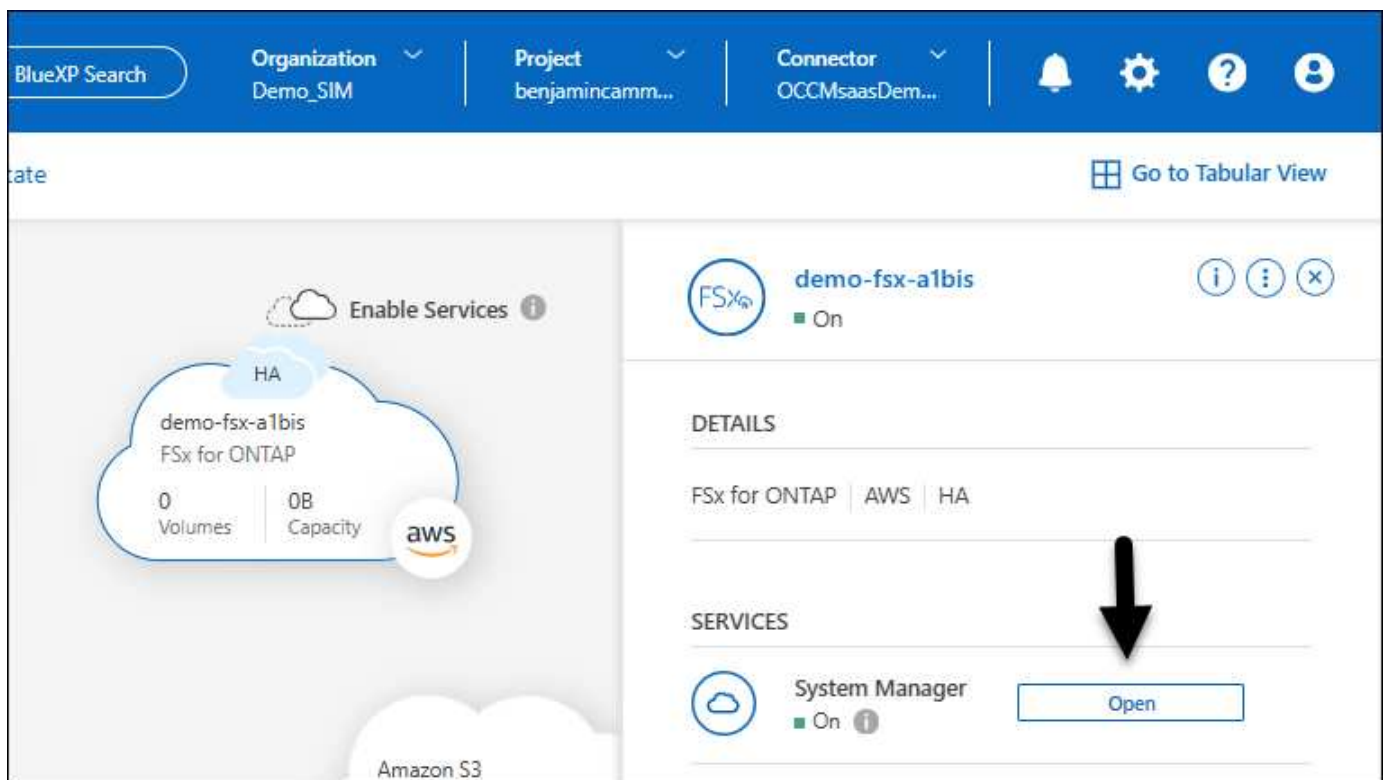 BlueXP Search
Organization
Demo_SIM
Project
benjamincamm...
Connector
OCCMsaasDem...
Go to Tabular View
Enable Services
HA
demo-fsx-a1bis
FSx for ONTAP
0
Volumes
0B
Capacity
aws
Amazon S3
FSx
demo-fsx-a1bis
On
DETAILS
FSx for ONTAP | AWS | HA
SERVICES
System Manager
On
Open